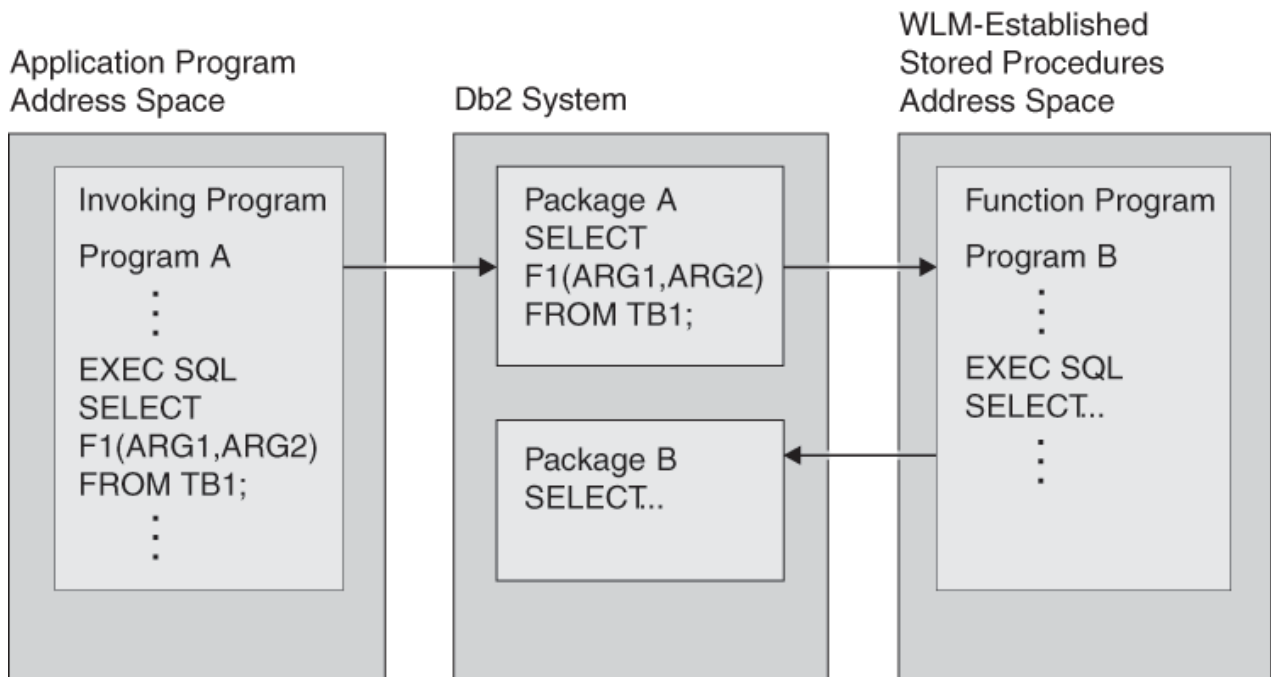 Application Program
Address Space
Db2 System
WLM-Established
Stored Procedures
Address Space
Invoking Program
Program A
.
.
.
EXEC SQL
SELECT
F1(ARG1,ARG2)
FROM TB1;
.
.
.
Package A
SELECT
F1(ARG1,ARG2)
FROM TB1;
Package B
SELECT...
Function Program
Program B
.
.
.
EXEC SQL
SELECT...
.
.
.